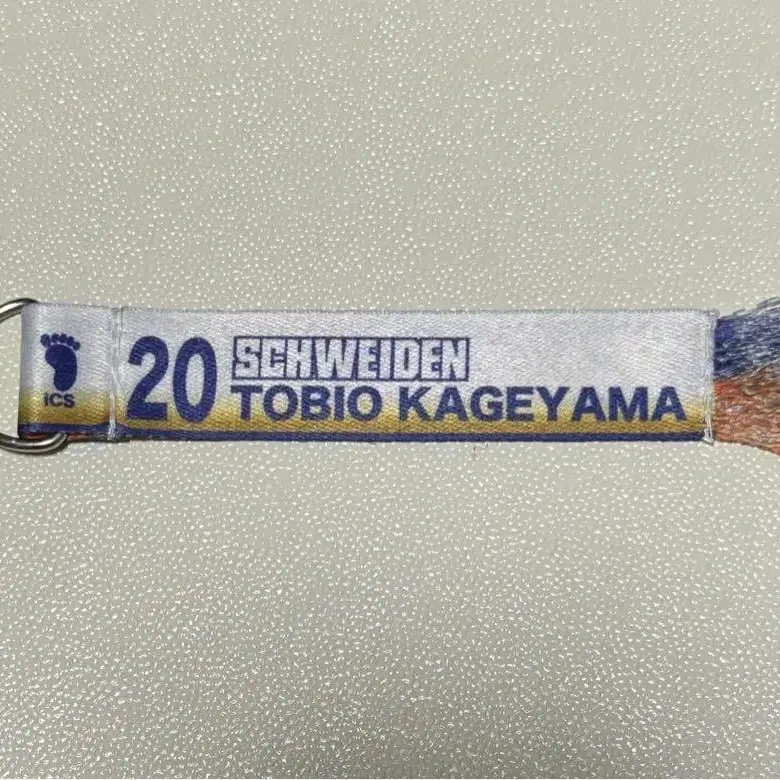 iCS
20
SCHWEIDEN
TOBIO KAGEYAMA